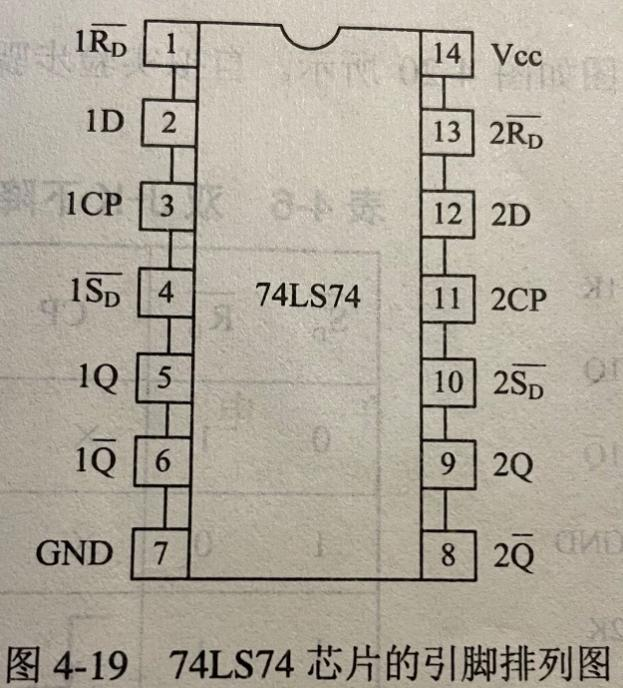 1R̅D̅ 1 14 Vcc
1D 2 13 2R̅D̅
1CP 3 12 2D
1S̅D̅ 4 74LS74 11 2CP
1Q 5 10 2S̅D̅
1Q̅ 6 9 2Q
GND 7 8 2Q̅
图 4-19 74LS74 芯片的引脚排列图